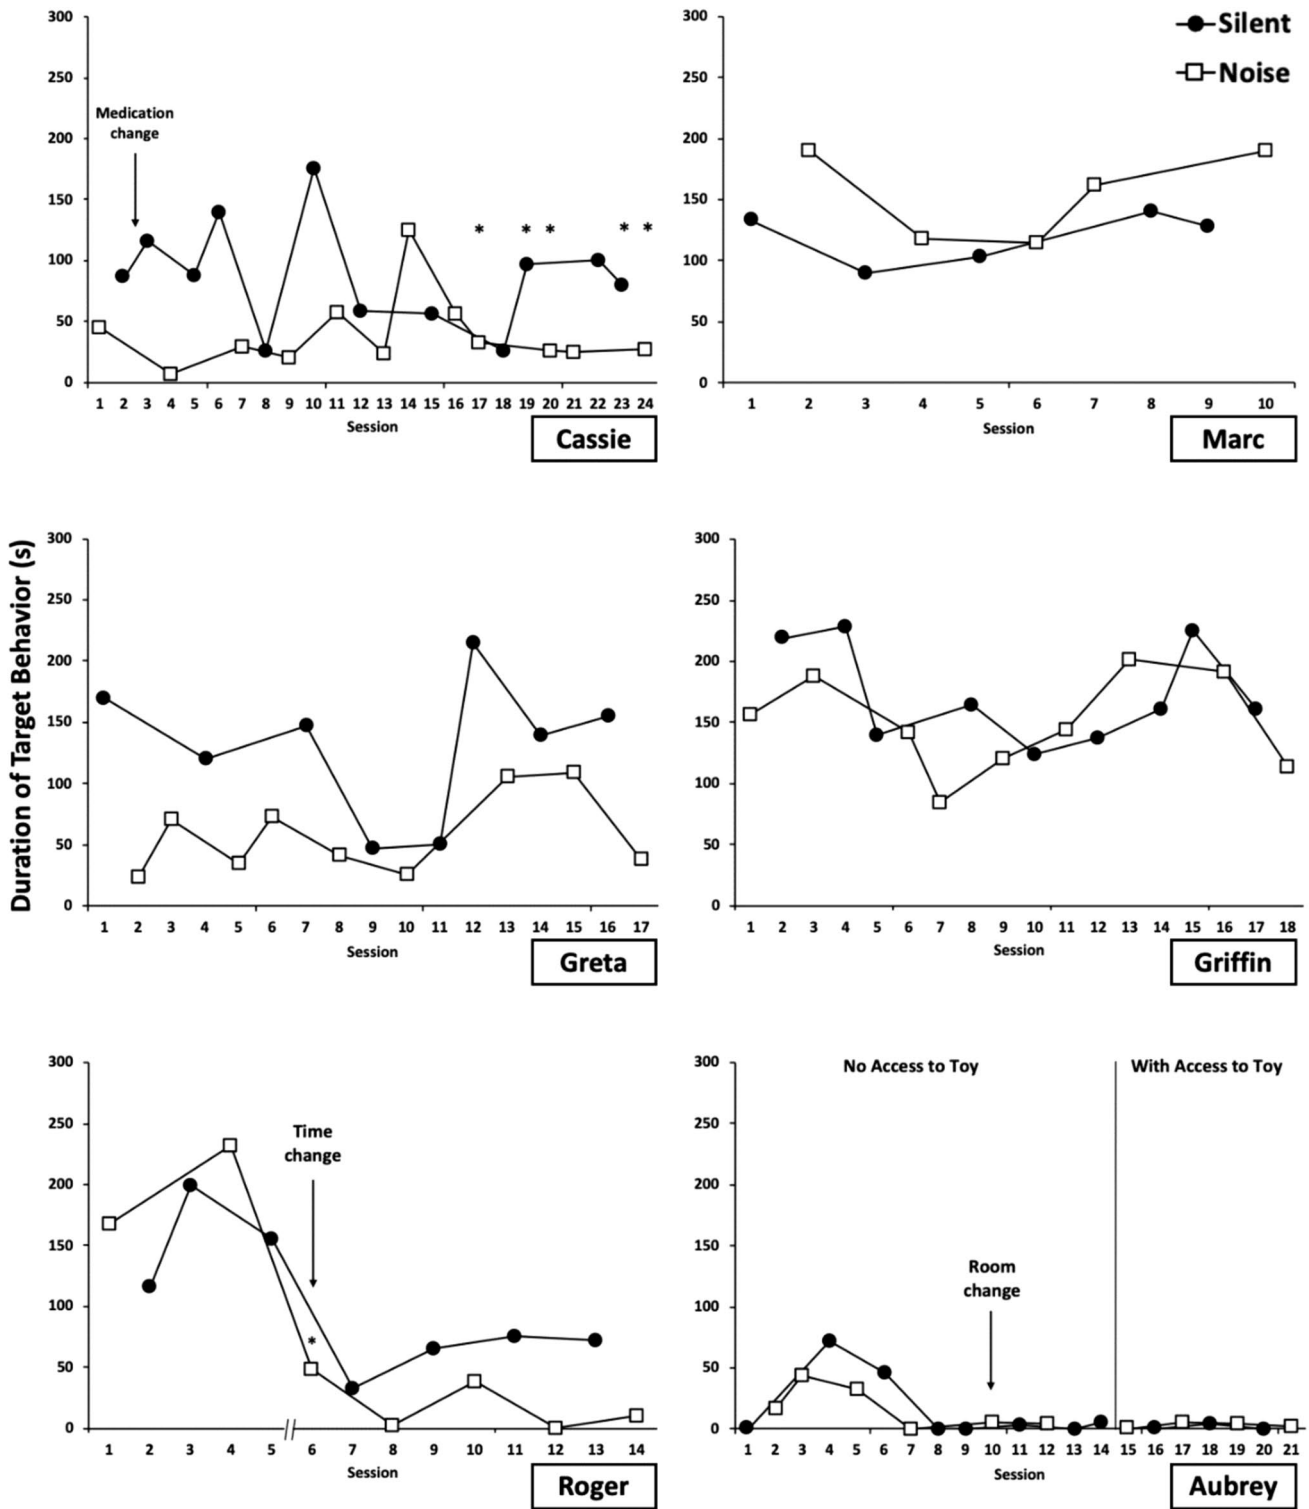 Duration of Target Behavior (s)
Silent
Noise
300
250
200
150
100
50
0
Medication
change
* * * * *
1 2 3 4 5 6 7 8 9 10 11 12 13 14 15 16 17 18 19 20 21 22 23 24
Session
Cassie
300
250
200
150
100
50
0
1 2 3 4 5 6 7 8 9 10
Session
Marc
300
250
200
150
100
50
0
1 2 3 4 5 6 7 8 9 10 11 12 13 14 15 16 17
Session
Greta
300
250
200
150
100
50
0
1 2 3 4 5 6 7 8 9 10 11 12 13 14 15 16 17 18
Session
Griffin
300
250
200
150
100
50
0
Time
change
*
1 2 3 4 5 // 6 7 8 9 10 11 12 13 14
Session
Roger
300
250
200
150
100
50
0
No Access to Toy
With Access to Toy
Room
change
1 2 3 4 5 6 7 8 9 10 11 12 13 14 15 16 17 18 19 20 21
Session
Aubrey